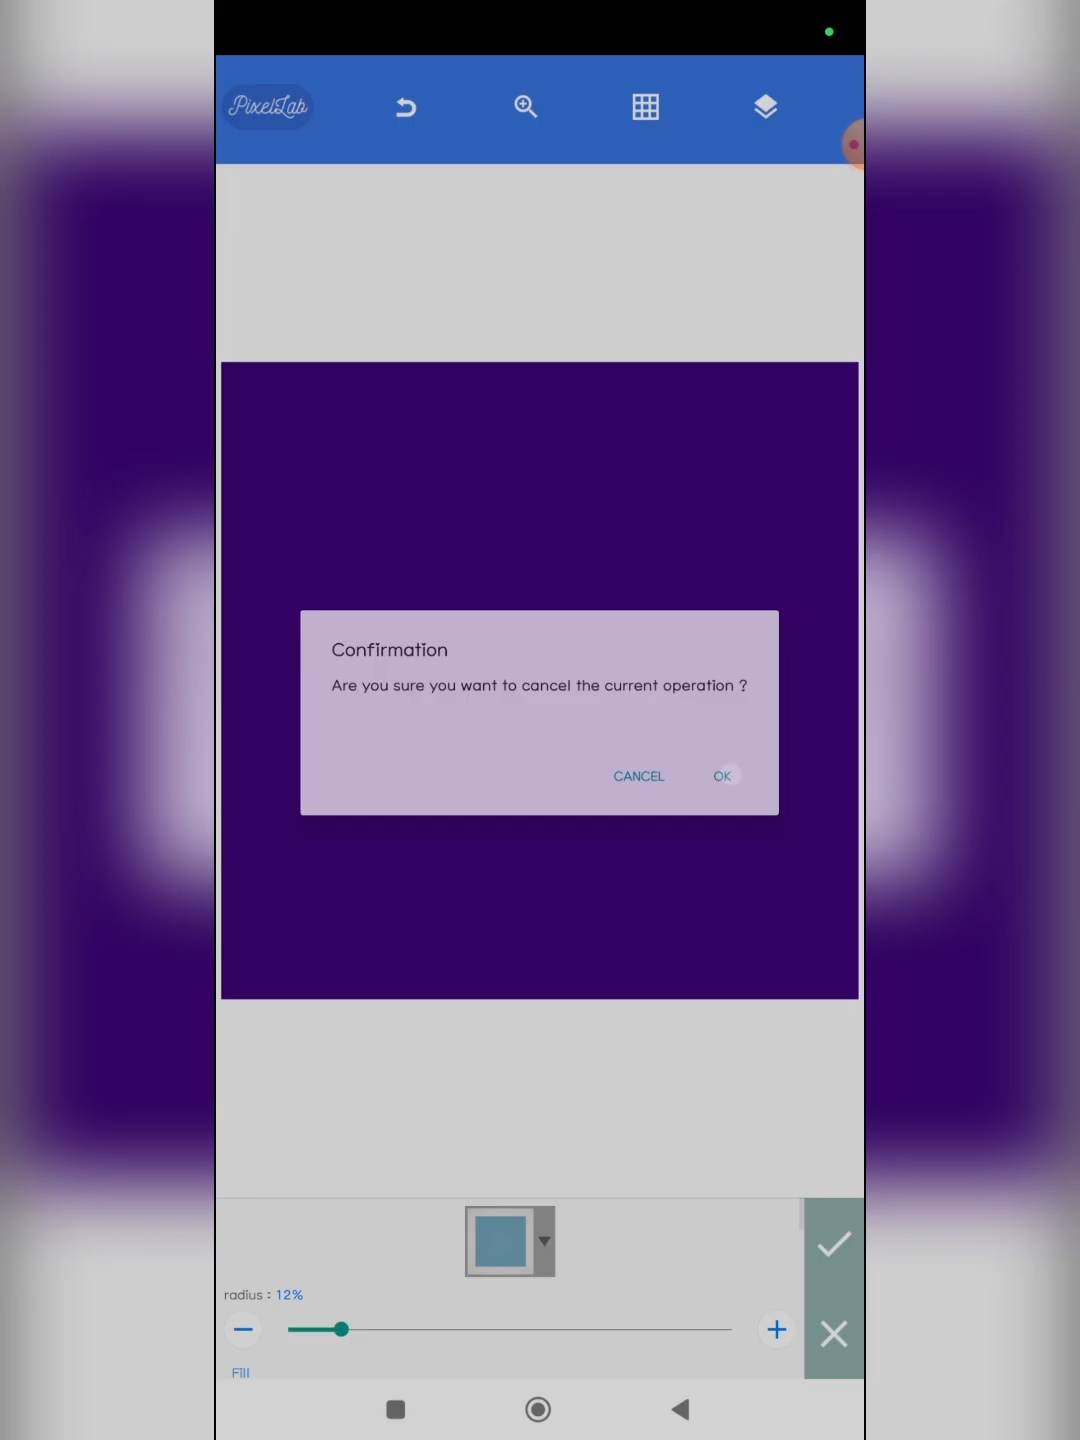 PixelLab
Confirmation
Are you sure you want to cancel the current operation ?
CANCEL OK
radius : 12%
Fill